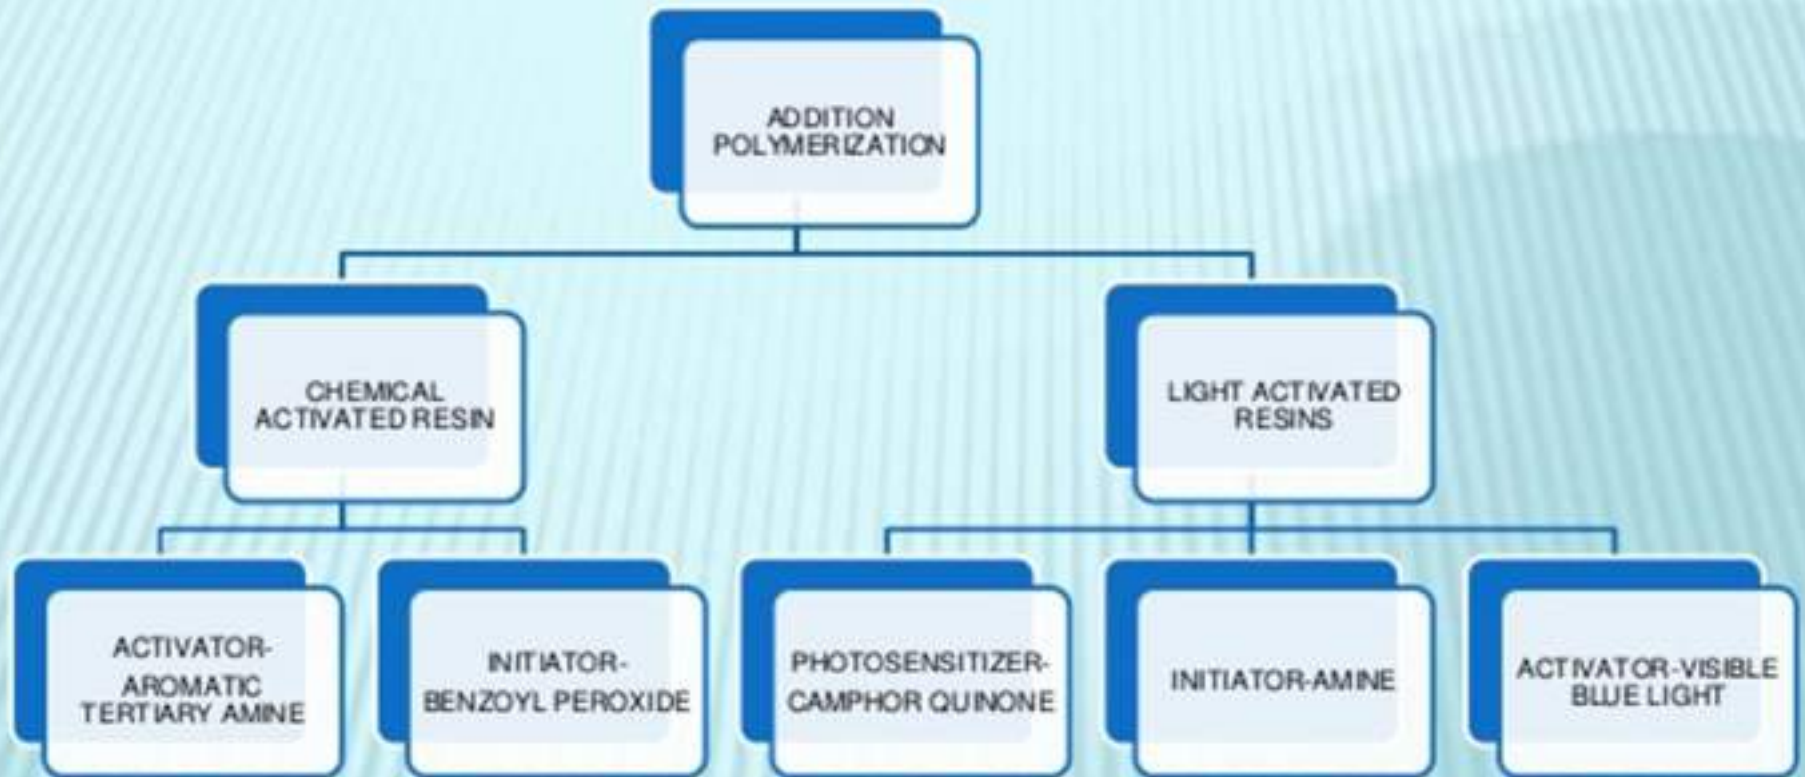 ADDITION
POLYMERIZATION
CHEMICAL
ACTIVATED RESIN
LIGHT ACTIVATED
RESINS
ACTIVATOR-
AROMATIC
TERTIARY AMINE
INITIATOR-
BENZOYL PEROXIDE
PHOTOSENSITIZER-
CAMPHOR QUINONE
INITIATOR-AMINE
ACTIVATOR-VISIBLE
BLUE LIGHT